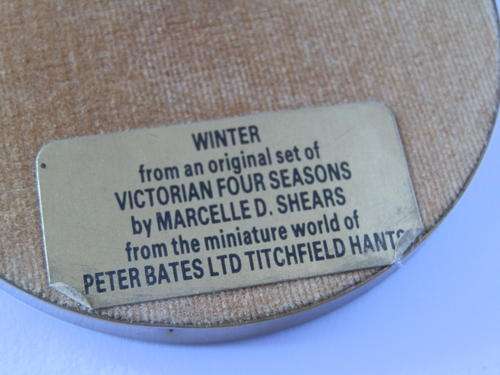 WINTER
from an original set of
VICTORIAN FOUR SEASONS
by MARCELLE D. SHEARS
from the miniature world of
PETER BATES LTD TITCHFIELD HANTS